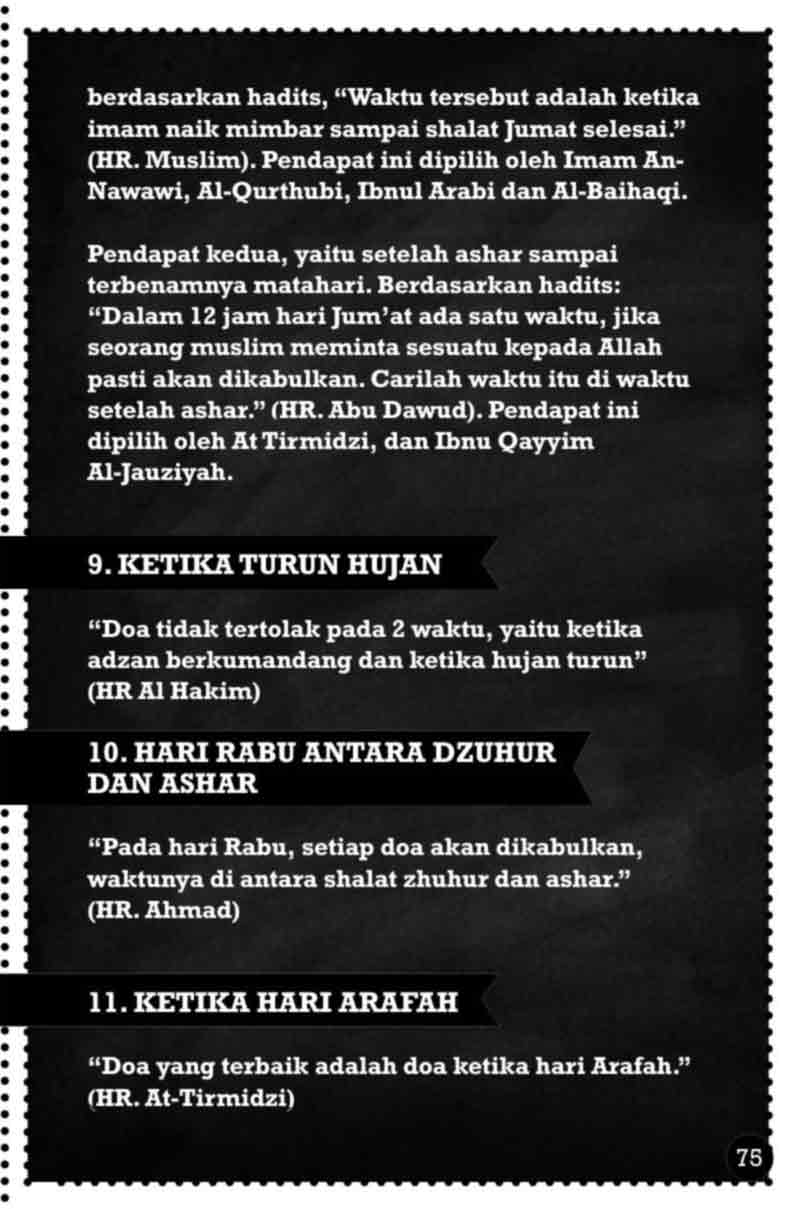 berdasarkan hadits, “Waktu tersebut adalah ketika
imam naik mimbar sampai shalat Jumat selesai.”
(HR. Muslim). Pendapat ini dipilih oleh Imam An-
Nawawi, Al-Qurthubi, Ibnul Arabi dan Al-Baihaqi.
Pendapat kedua, yaitu setelah ashar sampai
terbenamnya matahari. Berdasarkan hadits:
“Dalam 12 jam hari Jum’at ada satu waktu, jika
seorang muslim meminta sesuatu kepada Allah
pasti akan dikabulkan. Carilah waktu itu di waktu
setelah ashar.” (HR. Abu Dawud). Pendapat ini
dipilih oleh At Tirmidzi, dan Ibnu Qayyim
Al-Jauziyah.
9. KETIKA TURUN HUJAN
“Doa tidak tertolak pada 2 waktu, yaitu ketika
adzan berkumandang dan ketika hujan turun”
(HR Al Hakim)
10. HARI RABU ANTARA DZUHUR
DAN ASHAR
“Pada hari Rabu, setiap doa akan dikabulkan,
waktunya di antara shalat zhuhur dan ashar.”
(HR. Ahmad)
11. KETIKA HARI ARAFAH
“Doa yang terbaik adalah doa ketika hari Arafah.”
(HR. At-Tirmidzi)
75